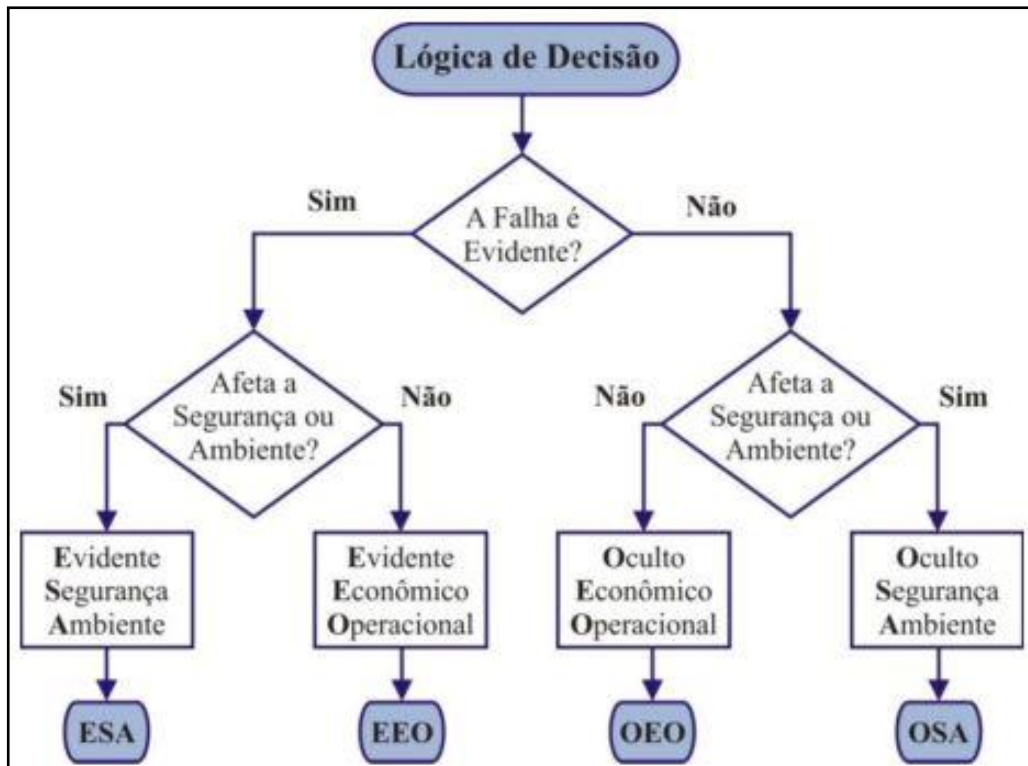 Lógica de Decisão
Sim
Não
A Falha é
Evidente?
Sim
Afeta a
Segurança ou
Ambiente?
Não
Não
Afeta a
Segurança ou
Ambiente?
Sim
Evidente
Segurança
Ambiente
Evidente
Econômico
Operacional
Oculto
Econômico
Operacional
Oculto
Segurança
Ambiente
ESA
EEO
OEO
OSA